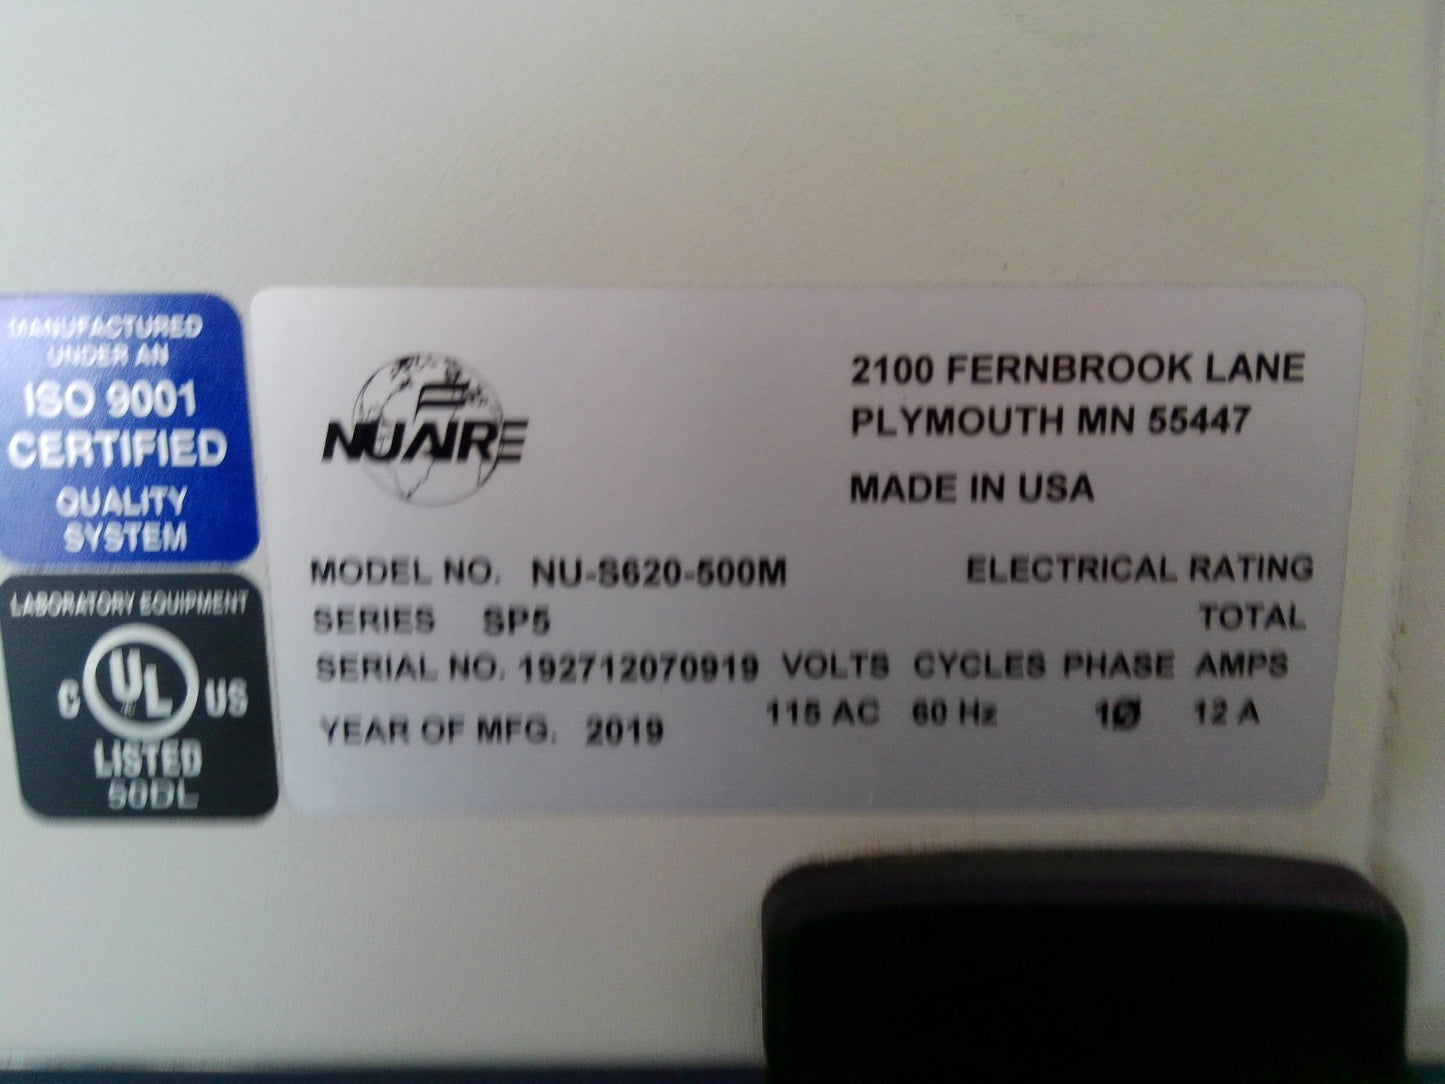 MANUFACTURED
UNDER AN
ISO 9001
CERTIFIED
QUALITY
SYSTEM
LABORATORY EQUIPMENT
C UL US
LISTED
50DL
NUAIRE
2100 FERNBROOK LANE
PLYMOUTH MN 55447
MADE IN USA
MODEL NO. NU-S620-500M ELECTRICAL RATING
SERIES SP5 TOTAL
SERIAL NO. 192712070919 VOLTS CYCLES PHASE AMPS
YEAR OF MFG. 2019 115 AC 60 Hz 1Ø 12 A